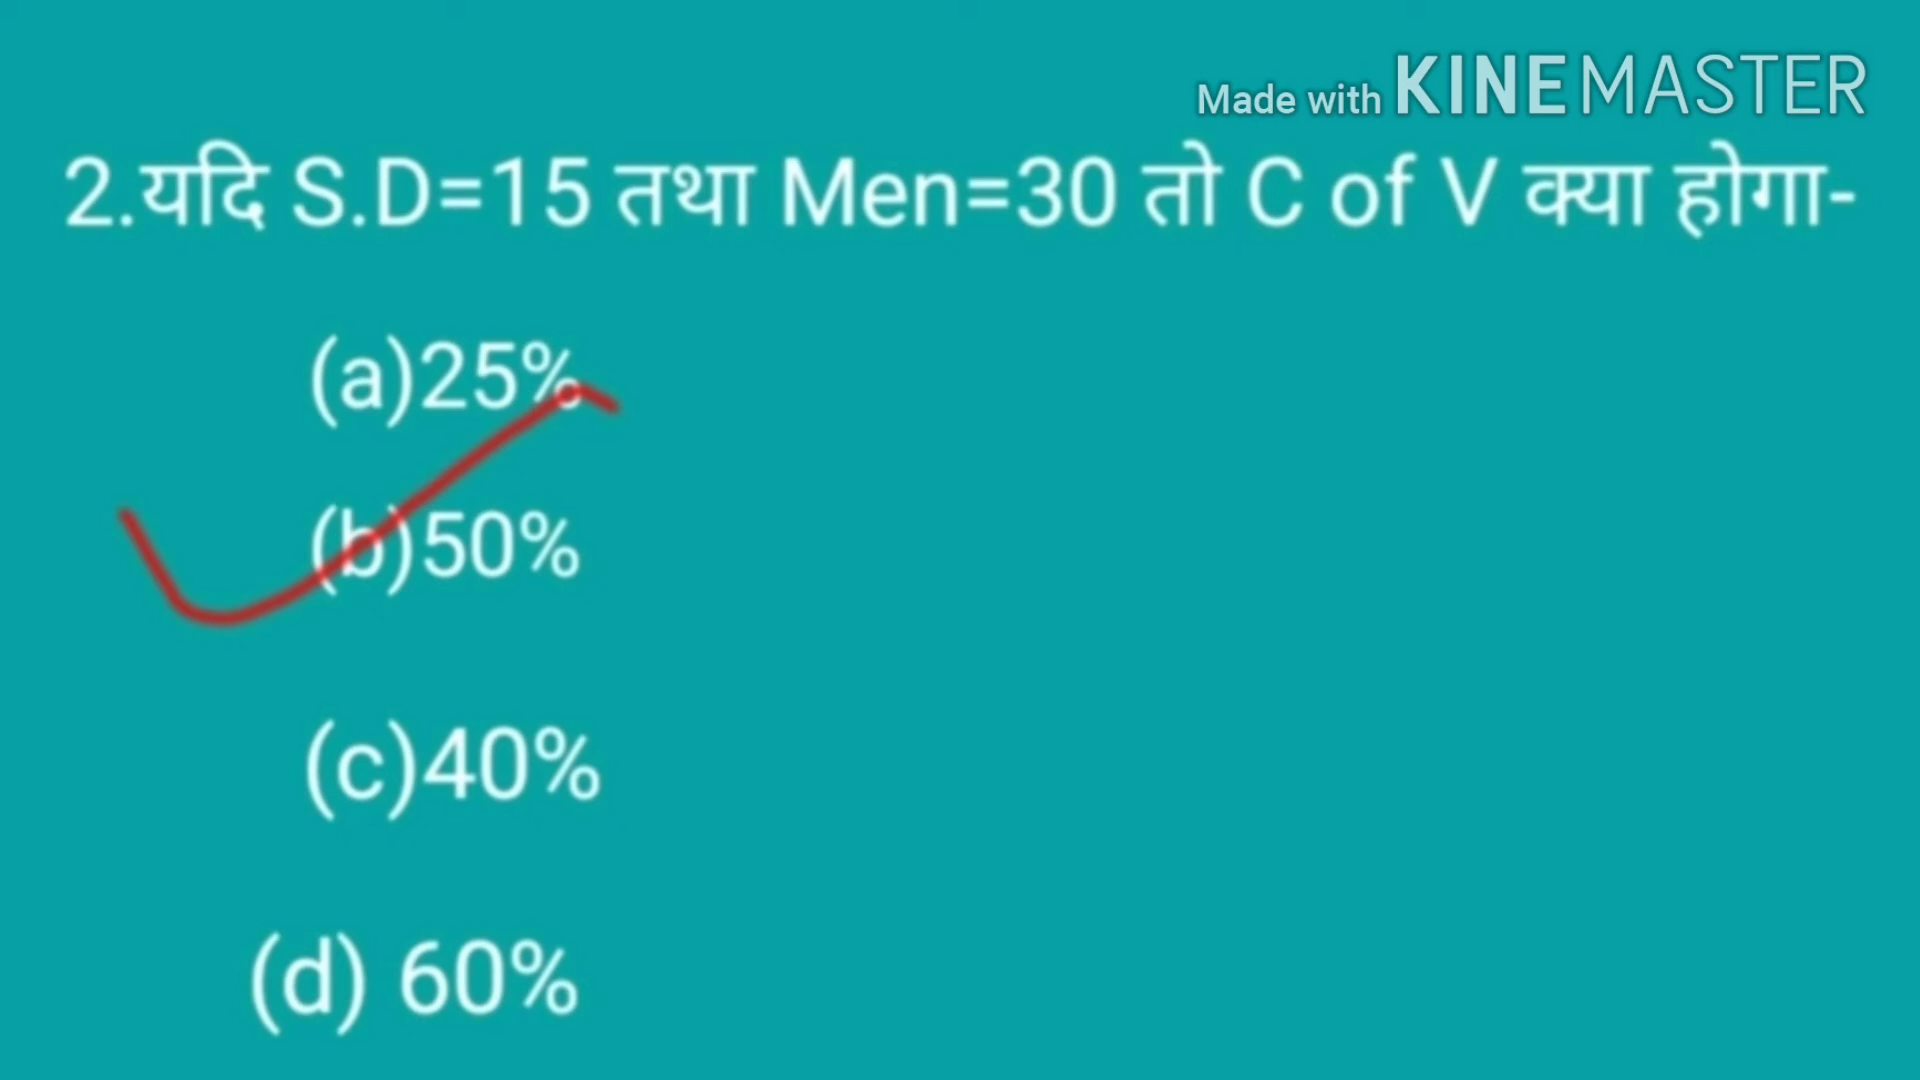 Made with KINEMASTER
2.यदि S.D=15 तथा Men=30 तो C of V क्या होगा-
(a)25%
(b)50%
(c)40%
(d) 60%